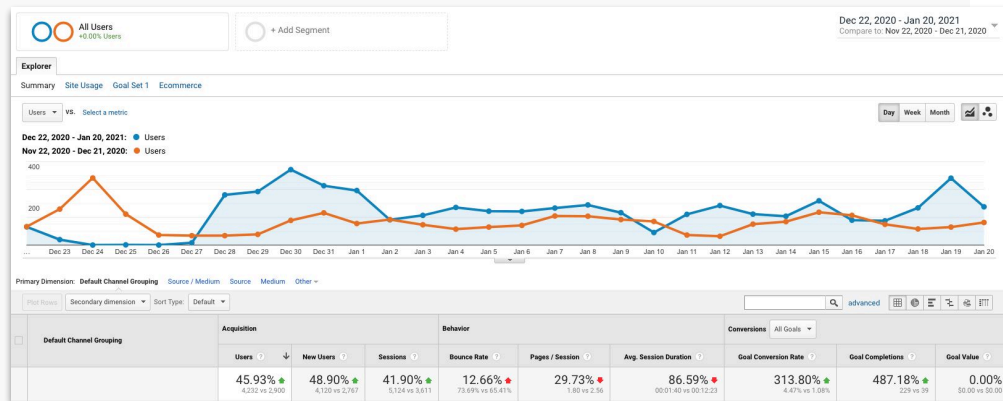 All Users
+0.00% Users
+ Add Segment
Dec 22, 2020 - Jan 20, 2021
Compare to: Nov 22, 2020 - Dec 21, 2020
Explorer
Summary Site Usage Goal Set 1 Ecommerce
Users VS. Select a metric
Day Week Month
Dec 22, 2020 - Jan 20, 2021: Users
Nov 22, 2020 - Dec 21, 2020: Users
400
200
... Dec 23 Dec 24 Dec 25 Dec 26 Dec 27 Dec 28 Dec 29 Dec 30 Dec 31 Jan 1 Jan 2 Jan 3 Jan 4 Jan 5 Jan 6 Jan 7 Jan 8 Jan 9 Jan 10 Jan 11 Jan 12 Jan 13 Jan 14 Jan 15 Jan 16 Jan 17 Jan 18 Jan 19 Jan 20
Primary Dimension: Default Channel Grouping Source / Medium Source Medium Other
Plot Rows Secondary dimension Sort Type: Default advanced
Default Channel Grouping Acquisition Behavior Conversions All Goals
Users ? New Users ? Sessions ? Bounce Rate ? Pages / Session ? Avg. Session Duration ? Goal Conversion Rate ? Goal Completions ? Goal Value ?
45.93% 48.90% 41.90% 12.66% 29.73% 86.59% 313.80% 487.18% 0.00%
4,232 vs 2,900 4,120 vs 2,767 5,124 vs 3,611 73.69% vs 65.41% 1.80 vs 2.56 00:01:40 vs 00:12:23 4.47% vs 1.08% 229 vs 39 $0.00 vs $0.00